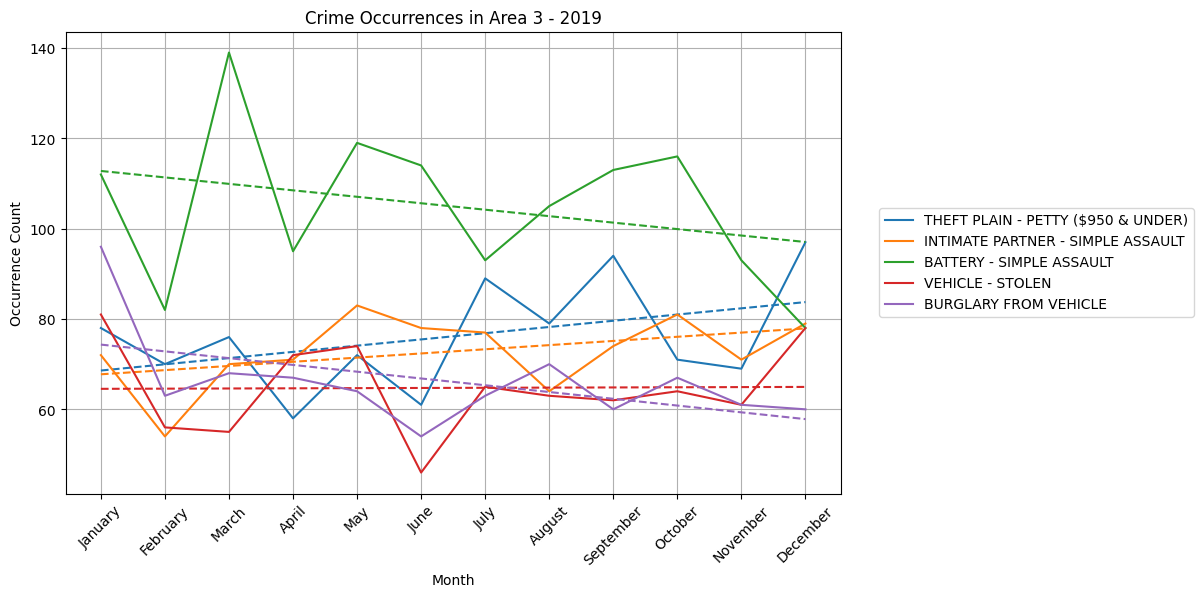 Crime Occurrences in Area 3 - 2019
Occurrence Count
140
120
100
80
60
January
February
March
April
May
June
July
August
September
October
November
December
Month
THEFT PLAIN - PETTY ($950 & UNDER)
INTIMATE PARTNER - SIMPLE ASSAULT
BATTERY - SIMPLE ASSAULT
VEHICLE - STOLEN
BURGLARY FROM VEHICLE